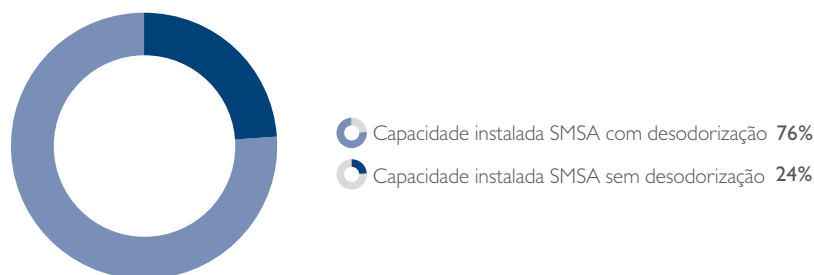 Capacidade instalada SMSA com desodorização 76%
Capacidade instalada SMSA sem desodorização 24%